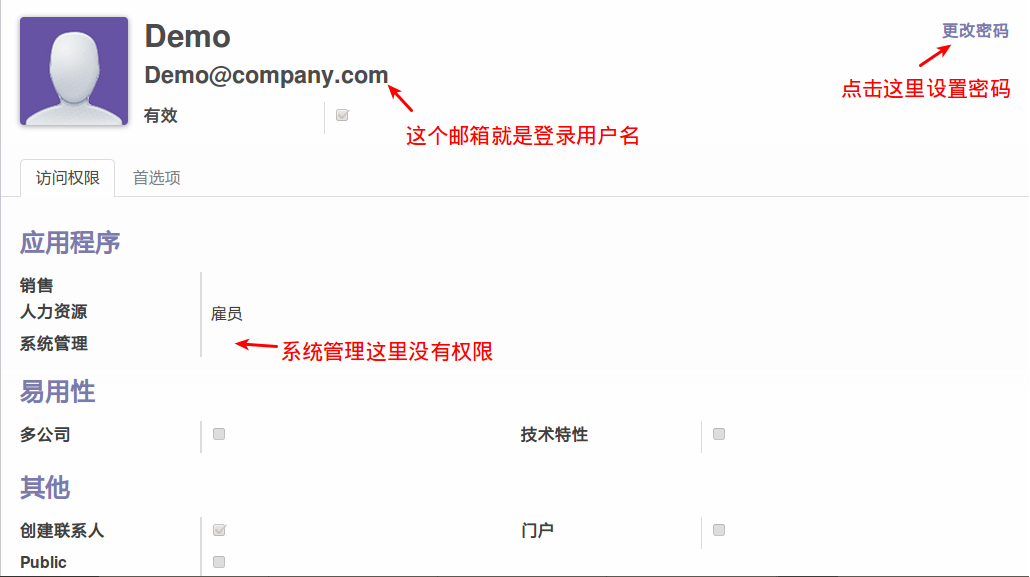 Demo
更改密码
Demo@company.com
点击这里设置密码
有效
这个邮箱就是登录用户名
访问权限 首选项
应用程序
销售
人力资源 雇员
系统管理
系统管理这里没有权限
易用性
多公司 技术特性
其他
创建联系人 门户
Public